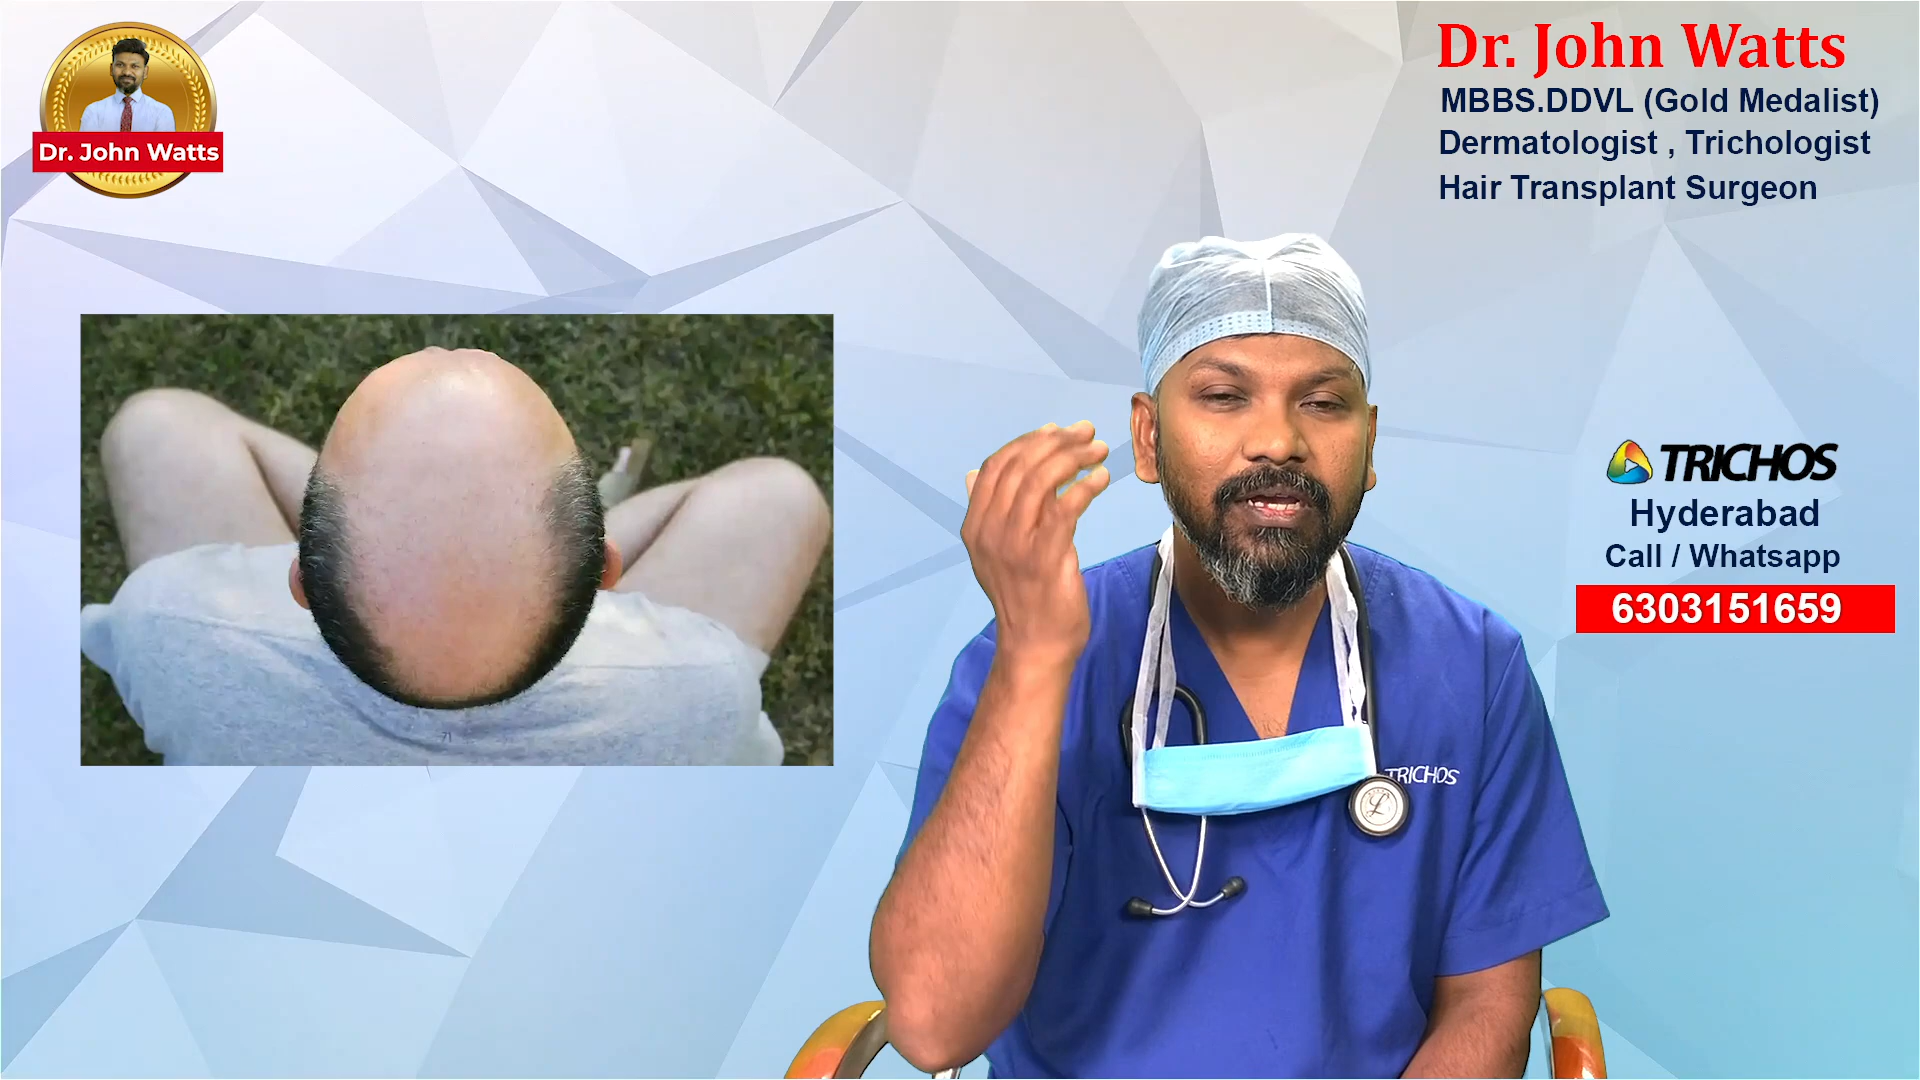 Dr. John Watts
Dr. John Watts
MBBS.DDVL (Gold Medalist)
Dermatologist , Trichologist
Hair Transplant Surgeon
TRICHOS
Hyderabad
Call / Whatsapp
6303151659
TRICHOS
71